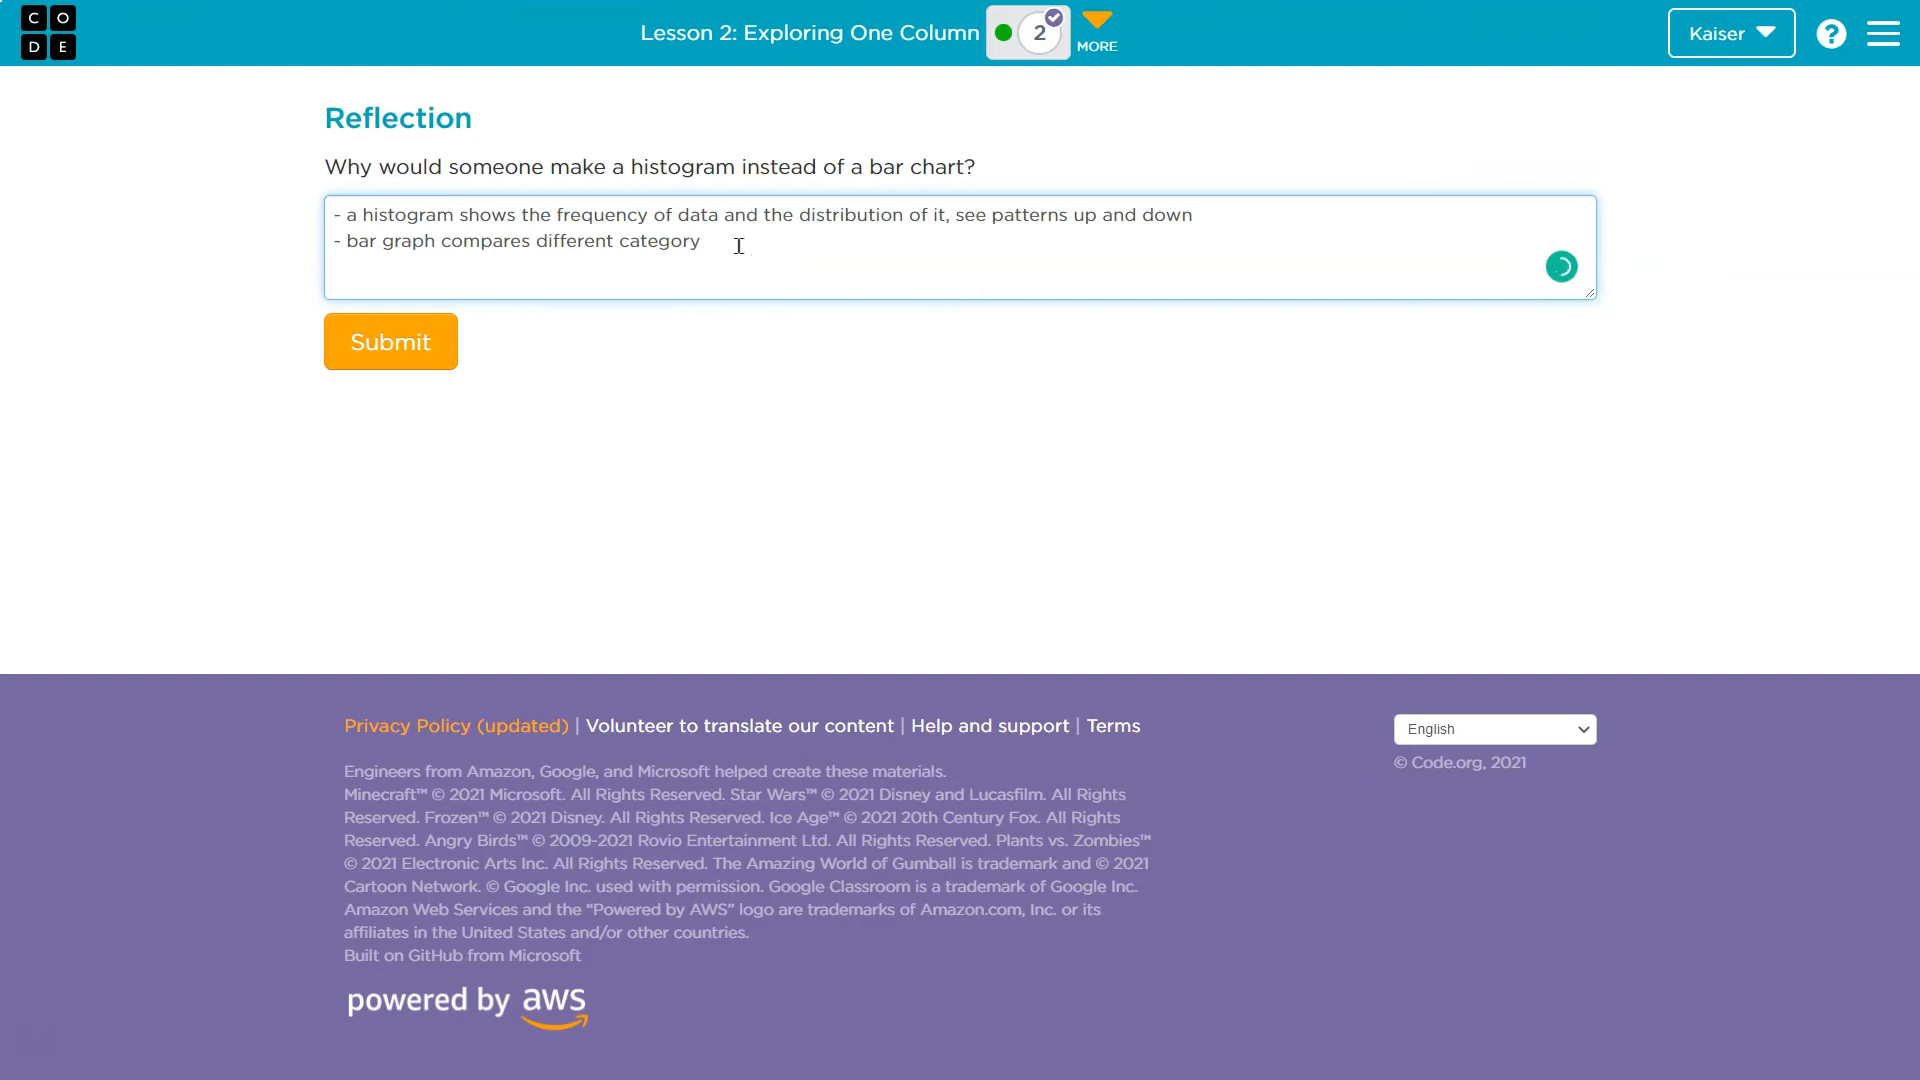 C O
D E
Lesson 2: Exploring One Column
2
MORE
Kaiser
?
Reflection
Why would someone make a histogram instead of a bar chart?
- a histogram shows the frequency of data and the distribution of it, see patterns up and down
- bar graph compares different category
Submit
Privacy Policy (updated) | Volunteer to translate our content | Help and support | Terms
English
© Code.org, 2021
Engineers from Amazon, Google, and Microsoft helped create these materials.
Minecraft™ © 2021 Microsoft. All Rights Reserved. Star Wars™ © 2021 Disney and Lucasfilm. All Rights
Reserved. Frozen™ © 2021 Disney. All Rights Reserved. Ice Age™ © 2021 20th Century Fox. All Rights
Reserved. Angry Birds™ © 2009-2021 Rovio Entertainment Ltd. All Rights Reserved. Plants vs. Zombies™
© 2021 Electronic Arts Inc. All Rights Reserved. The Amazing World of Gumball is trademark and © 2021
Cartoon Network. © Google Inc. used with permission. Google Classroom is a trademark of Google Inc.
Amazon Web Services and the “Powered by AWS” logo are trademarks of Amazon.com, Inc. or its
affiliates in the United States and/or other countries.
Built on GitHub from Microsoft
powered by aws